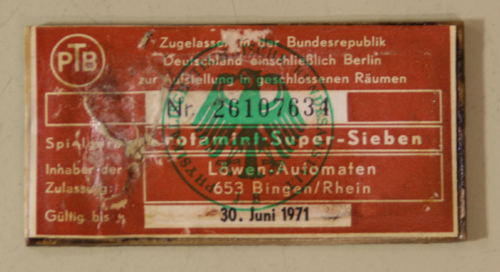 PTB
Zugelassen in der Bundesrepublik
Deutschland einschließlich Berlin
zur Aufstellung in geschlossenen Räumen
Nr. 26107634
rotamint-Super-Sieben
Inhaber der
Zulassung:
Löwen-Automaten
653 Bingen/Rhein
Gültig bis
30. Juni 1971